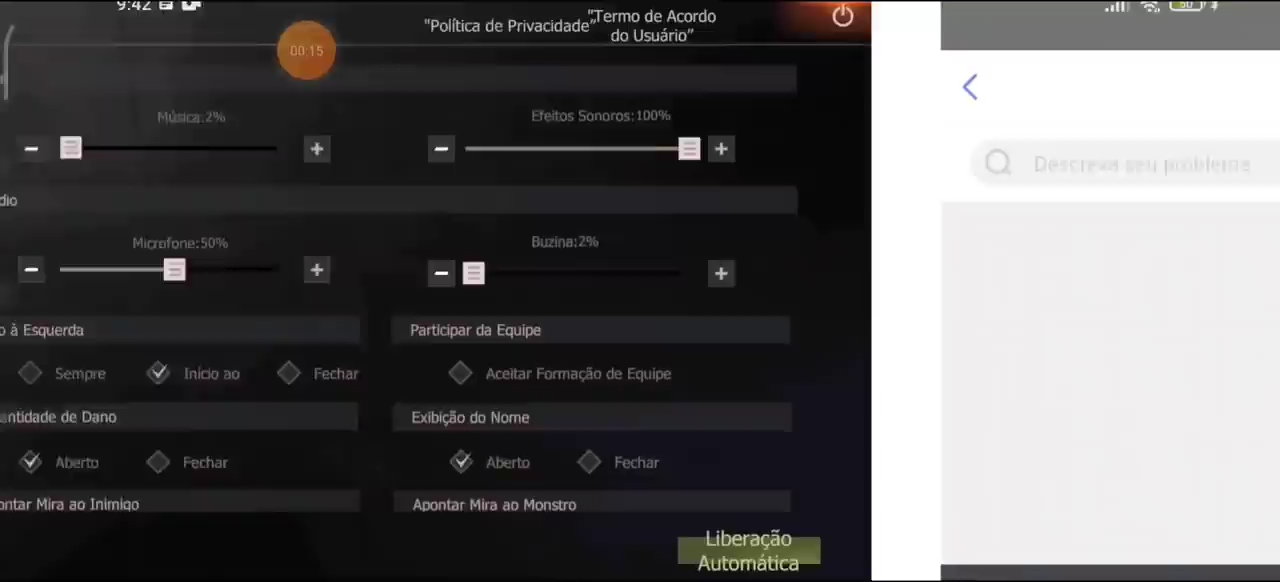 9:42
"Política de Privacidade"
"Termo de Acordo
do Usuário"
00:15
Música:2%
Efeitos Sonoros:100%
dio
Microfone:50%
Buzina:2%
o à Esquerda
Participar da Equipe
Sempre
Início ao
Fechar
Aceitar Formação de Equipe
antidade de Dano
Exibição do Nome
Aberto
Fechar
Aberto
Fechar
ontar Mira ao Inimigo
Apontar Mira ao Monstro
Liberação
Automática
Descreva seu problema